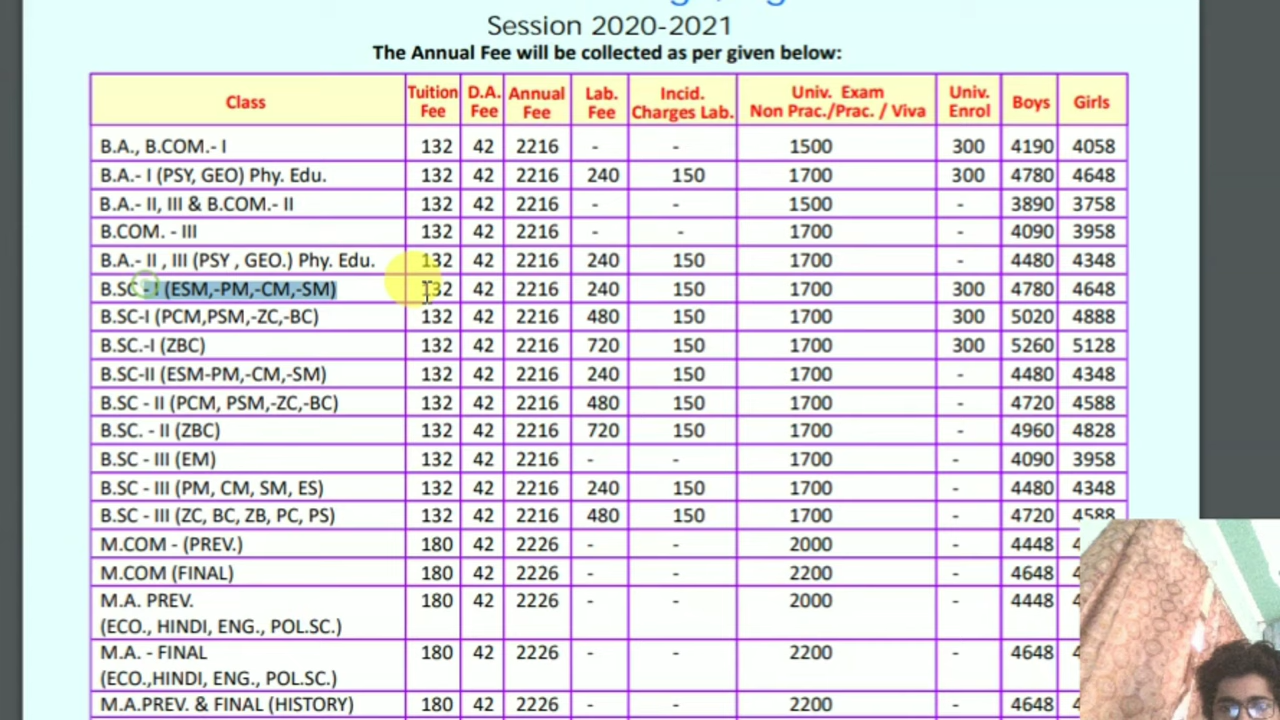 Session 2020-2021
The Annual Fee will be collected as per given below:
Class Tuition Fee D.A. Fee Annual Fee Lab. Fee Incid. Charges Lab. Univ. Exam Non Prac./Prac. / Viva Univ. Enrol Boys Girls
B.A., B.COM.- I 132 42 2216 - - 1500 300 4190 4058
B.A.- I (PSY, GEO) Phy. Edu. 132 42 2216 240 150 1700 300 4780 4648
B.A.- II, III & B.COM.- II 132 42 2216 - - 1500 - 3890 3758
B.COM. - III 132 42 2216 - - 1700 - 4090 3958
B.A.- II , III (PSY , GEO.) Phy. Edu. 132 42 2216 240 150 1700 - 4480 4348
B.SC - I (ESM,-PM,-CM,-SM) 132 42 2216 240 150 1700 300 4780 4648
B.SC-I (PCM,PSM,-ZC,-BC) 132 42 2216 480 150 1700 300 5020 4888
B.SC.-I (ZBC) 132 42 2216 720 150 1700 300 5260 5128
B.SC-II (ESM-PM,-CM,-SM) 132 42 2216 240 150 1700 - 4480 4348
B.SC - II (PCM, PSM,-ZC,-BC) 132 42 2216 480 150 1700 - 4720 4588
B.SC. - II (ZBC) 132 42 2216 720 150 1700 - 4960 4828
B.SC - III (EM) 132 42 2216 - - 1700 - 4090 3958
B.SC - III (PM, CM, SM, ES) 132 42 2216 240 150 1700 - 4480 4348
B.SC - III (ZC, BC, ZB, PC, PS) 132 42 2216 480 150 1700 - 4720 4588
M.COM - (PREV.) 180 42 2226 - - 2000 - 4448
M.COM (FINAL) 180 42 2226 - - 2200 - 4648
M.A. PREV. 180 42 2226 - - 2000 - 4448
(ECO., HINDI, ENG., POL.SC.)
M.A. - FINAL 180 42 2226 - - 2200 - 4648
(ECO.,HINDI, ENG., POL.SC.)
M.A.PREV. & FINAL (HISTORY) 180 42 2226 - - 2200 - 4648